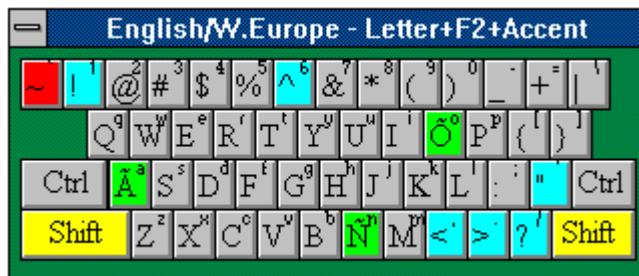 English/W.Europe - Letter+F2+Accent
~ ` ! 1 @ 2 # 3 $ 4 % 5 ^ 6 & 7 * 8 ( 9 ) 0 _ - + = | \
Q q W w E e R r T t Y y U u I i Õ o P p { [ } ]
Ctrl Ã a S s D d F f G g H h J j K k L l : ; " ' Ctrl
Shift Z z X x C c V v B b Ñ n M m < , > . ? / Shift